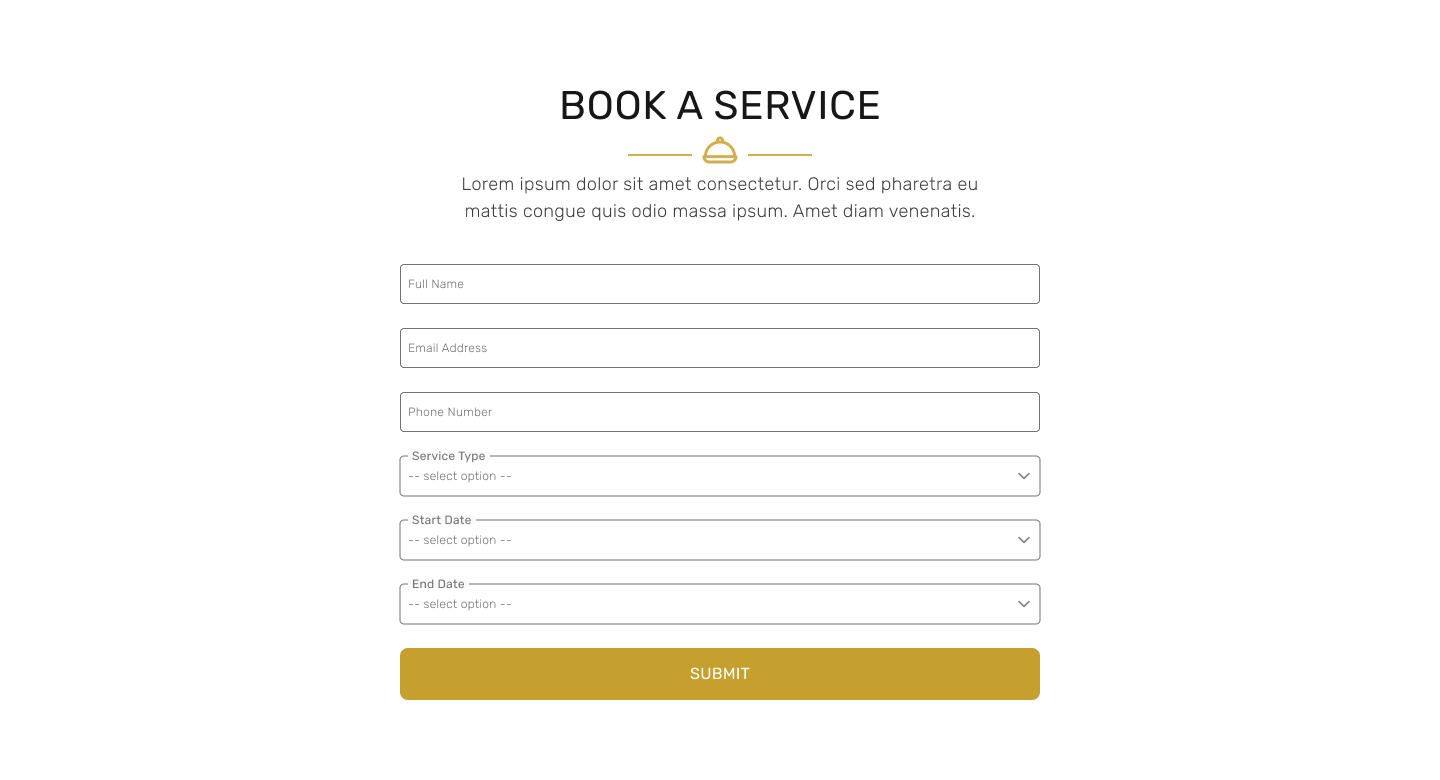 BOOK A SERVICE
Lorem ipsum dolor sit amet consectetur. Orci sed pharetra eu
mattis congue quis odio massa ipsum. Amet diam venenatis.
Full Name
Email Address
Phone Number
Service Type
-- select option --
Start Date
-- select option --
End Date
-- select option --
SUBMIT